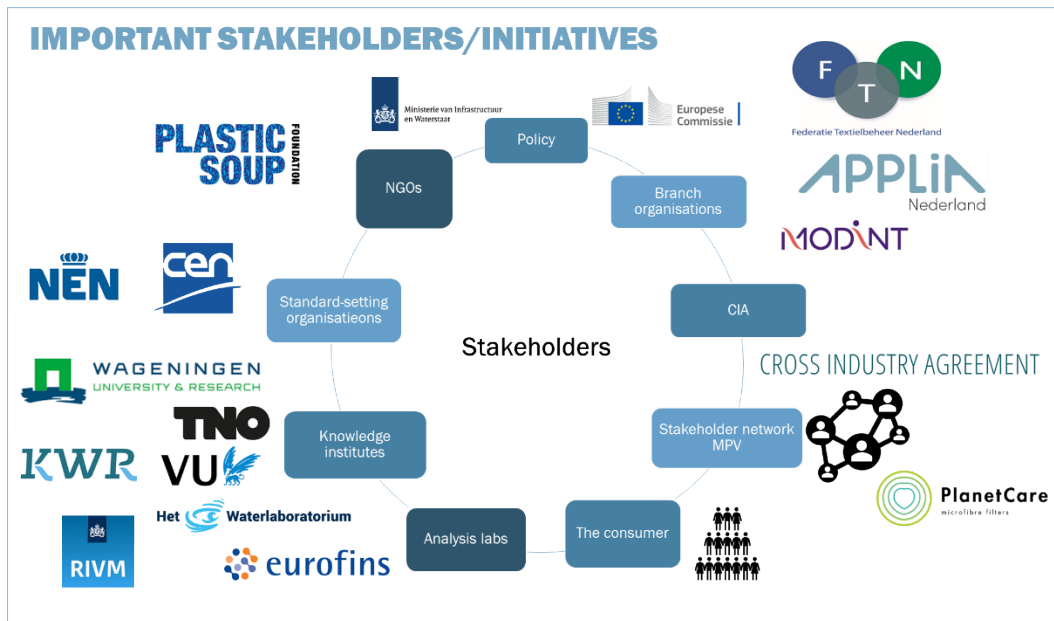 IMPORTANT STAKEHOLDERS/INITIATIVES
Ministerie van Infrastructuur
en Waterstaat
Europese
Commissie
F T N
Federatie Textielbeheer Nederland
PLASTIC
SOUP
FOUNDATION
Policy
NGOs
Branch
organisations
APPLiA
Nederland
MODINT
NEN
cen
Standard-setting
organisatieons
CIA
Stakeholders
CROSS INDUSTRY AGREEMENT
WAGENINGEN
UNIVERSITY & RESEARCH
TNO
KWR
VU
Knowledge
institutes
Stakeholder network
MPV
PlanetCare
microfibre filters
Het Waterlaboratorium
RIVM
eurofins
Analysis labs
The consumer